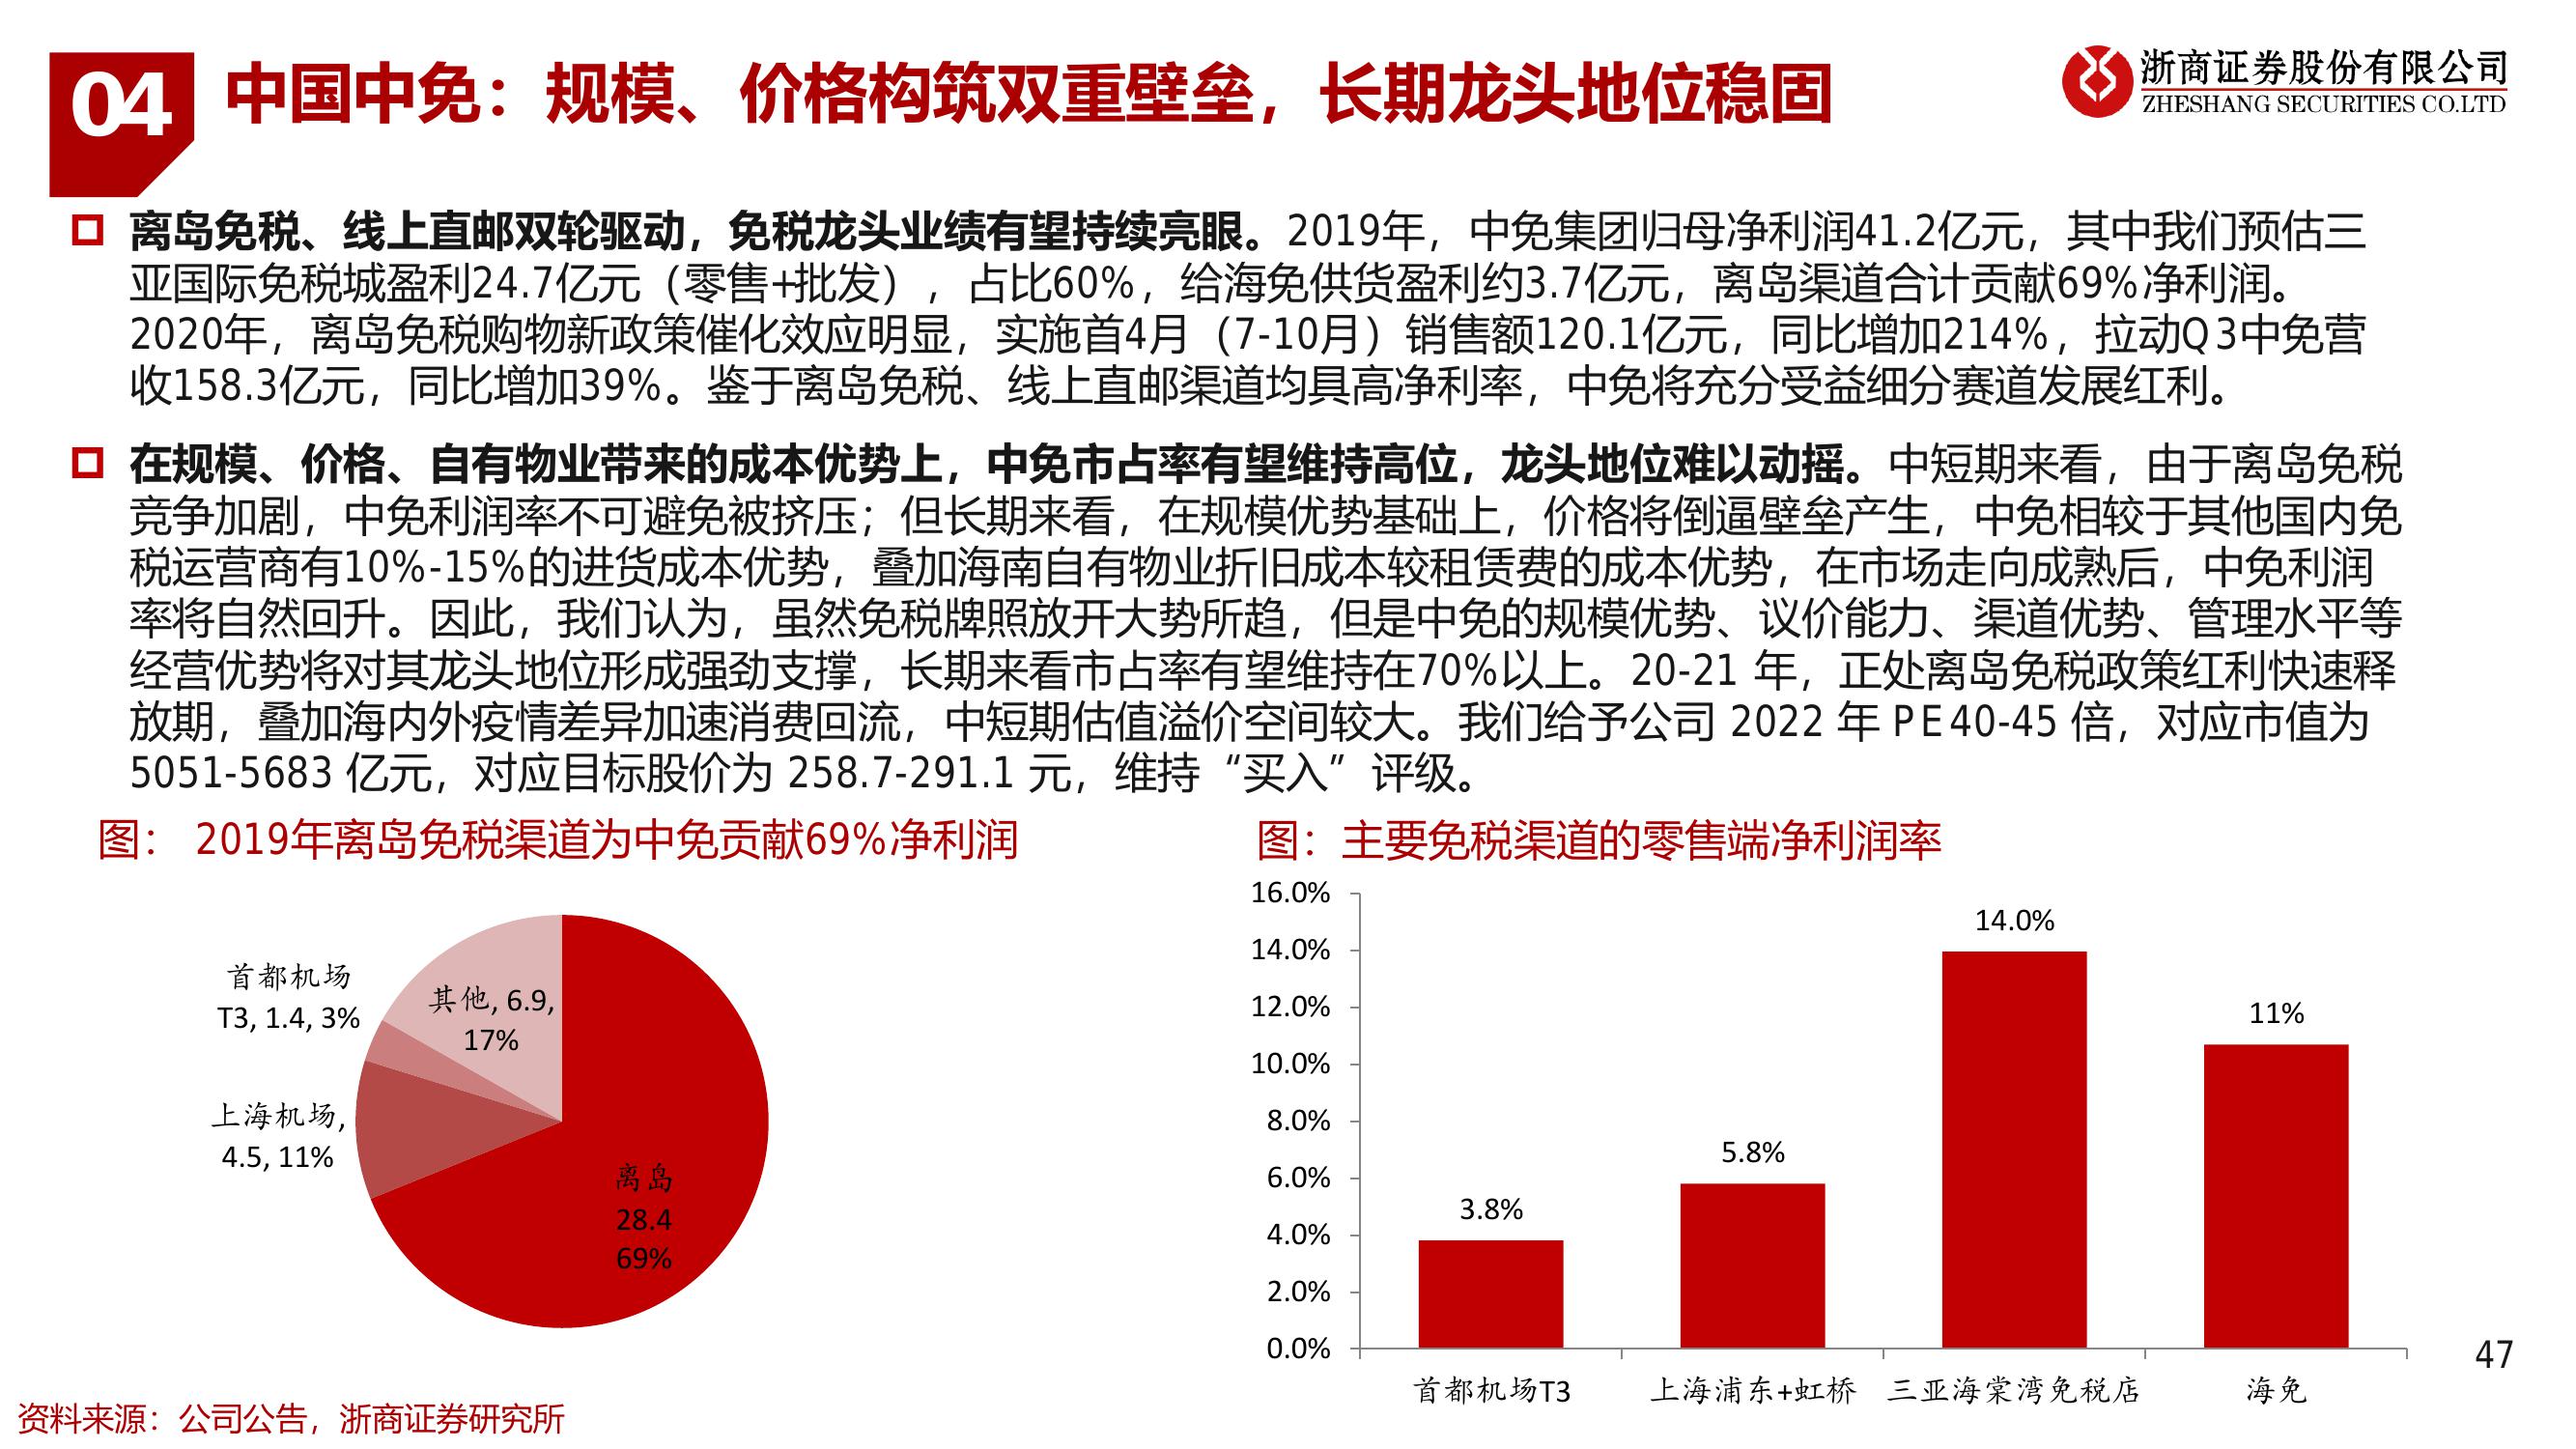 04
中国中免：规模、价格构筑双重壁垒，长期龙头地位稳固
浙商证券股份有限公司
ZHESHANG SECURITIES CO.LTD
离岛免税、线上直邮双轮驱动，免税龙头业绩有望持续亮眼。2019年，中免集团归母净利润41.2亿元，其中我们预估三
亚国际免税城盈利24.7亿元（零售+批发），占比60%，给海免供货盈利约3.7亿元，离岛渠道合计贡献69%净利润。
2020年，离岛免税购物新政策催化效应明显，实施首4月（7-10月）销售额120.1亿元，同比增加214%，拉动Q3中免营
收158.3亿元，同比增加39%。鉴于离岛免税、线上直邮渠道均具高净利率，中免将充分受益细分赛道发展红利。
在规模、价格、自有物业带来的成本优势上，中免市占率有望维持高位，龙头地位难以动摇。中短期来看，由于离岛免税
竞争加剧，中免利润率不可避免被挤压；但长期来看，在规模优势基础上，价格将倒逼壁垒产生，中免相较于其他国内免
税运营商有10%-15%的进货成本优势，叠加海南自有物业折旧成本较租赁费的成本优势，在市场走向成熟后，中免利润
率将自然回升。因此，我们认为，虽然免税牌照放开大势所趋，但是中免的规模优势、议价能力、渠道优势、管理水平等
经营优势将对其龙头地位形成强劲支撑，长期来看市占率有望维持在70%以上。20-21 年，正处离岛免税政策红利快速释
放期，叠加海内外疫情差异加速消费回流，中短期估值溢价空间较大。我们给予公司 2022 年 PE40-45 倍，对应市值为
5051-5683 亿元，对应目标股价为 258.7-291.1 元，维持“买入”评级。
图： 2019年离岛免税渠道为中免贡献69%净利润
首都机场
T3, 1.4, 3%
其他, 6.9,
17%
上海机场,
4.5, 11%
离岛
28.4
69%
图：主要免税渠道的零售端净利润率
16.0%
14.0%
12.0%
10.0%
8.0%
6.0%
4.0%
2.0%
0.0%
3.8%
5.8%
14.0%
11%
首都机场T3
上海浦东+虹桥
三亚海棠湾免税店
海免
47
资料来源：公司公告，浙商证券研究所